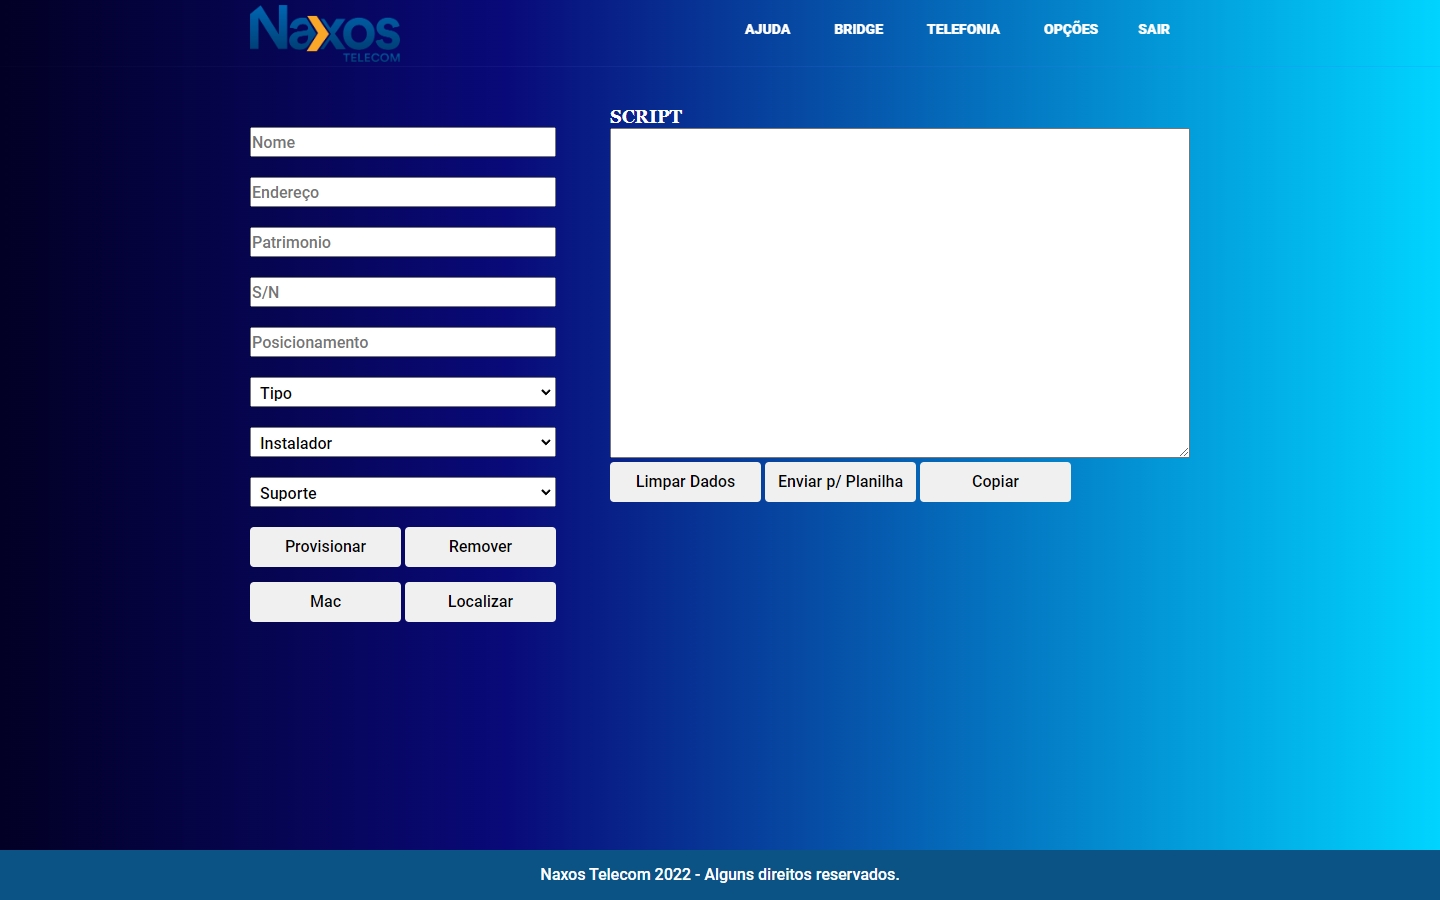 Naxos
TELECOM
AJUDA BRIDGE TELEFONIA OPÇÕES SAIR
SCRIPT
Nome
Endereço
Patrimonio
S/N
Posicionamento
Tipo
Instalador
Suporte
Provisionar Remover
Mac Localizar
Limpar Dados Enviar p/ Planilha Copiar
Naxos Telecom 2022 - Alguns direitos reservados.